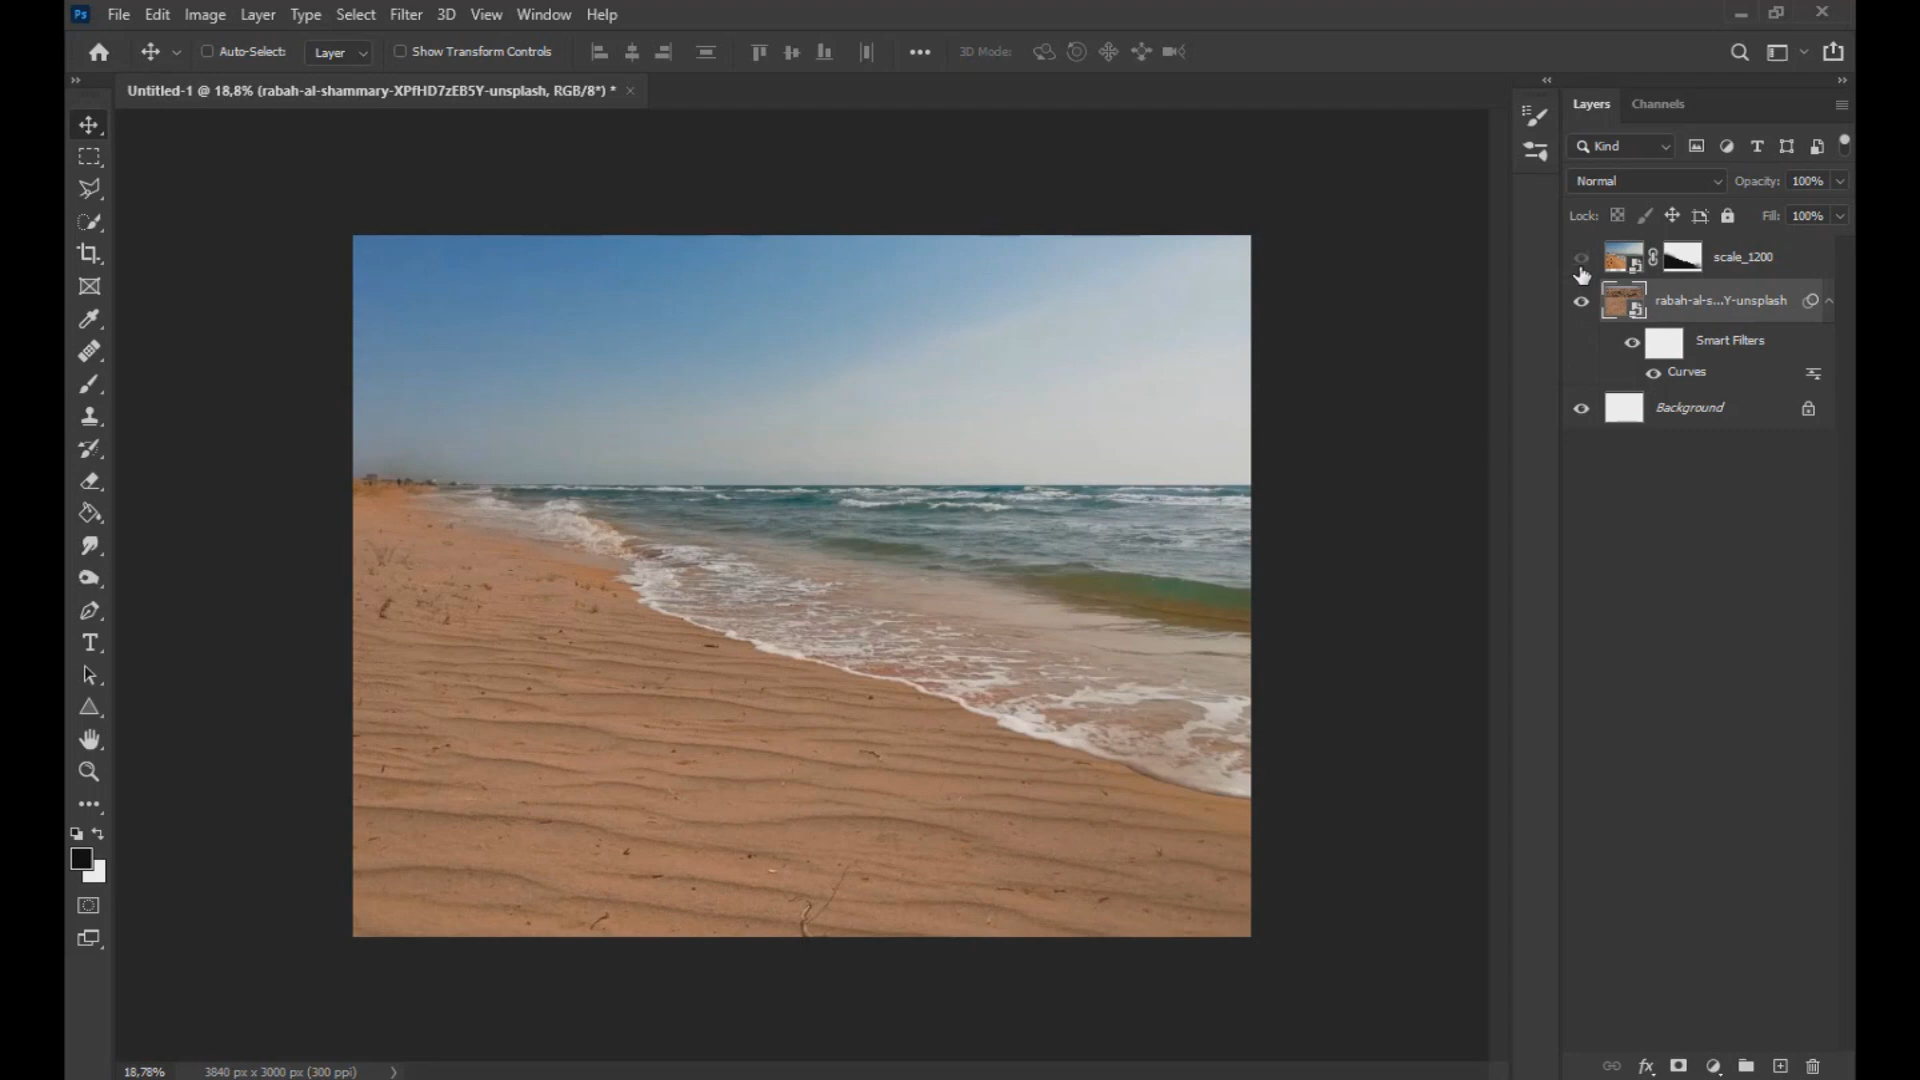 Ps File Edit Image Layer Type Select Filter 3D View Window Help
Auto-Select: Layer Show Transform Controls 3D Mode:
Untitled-1 @ 18,8% (rabah-al-shammary-XPfHD7zEB5Y-unsplash, RGB/8*) *
Layers Channels
Kind
Normal Opacity: 100%
Lock: Fill: 100%
scale_1200
rabah-al-s...Y-unsplash
Smart Filters
Curves
Background
18,78% 3840 px x 3000 px (300 ppi)